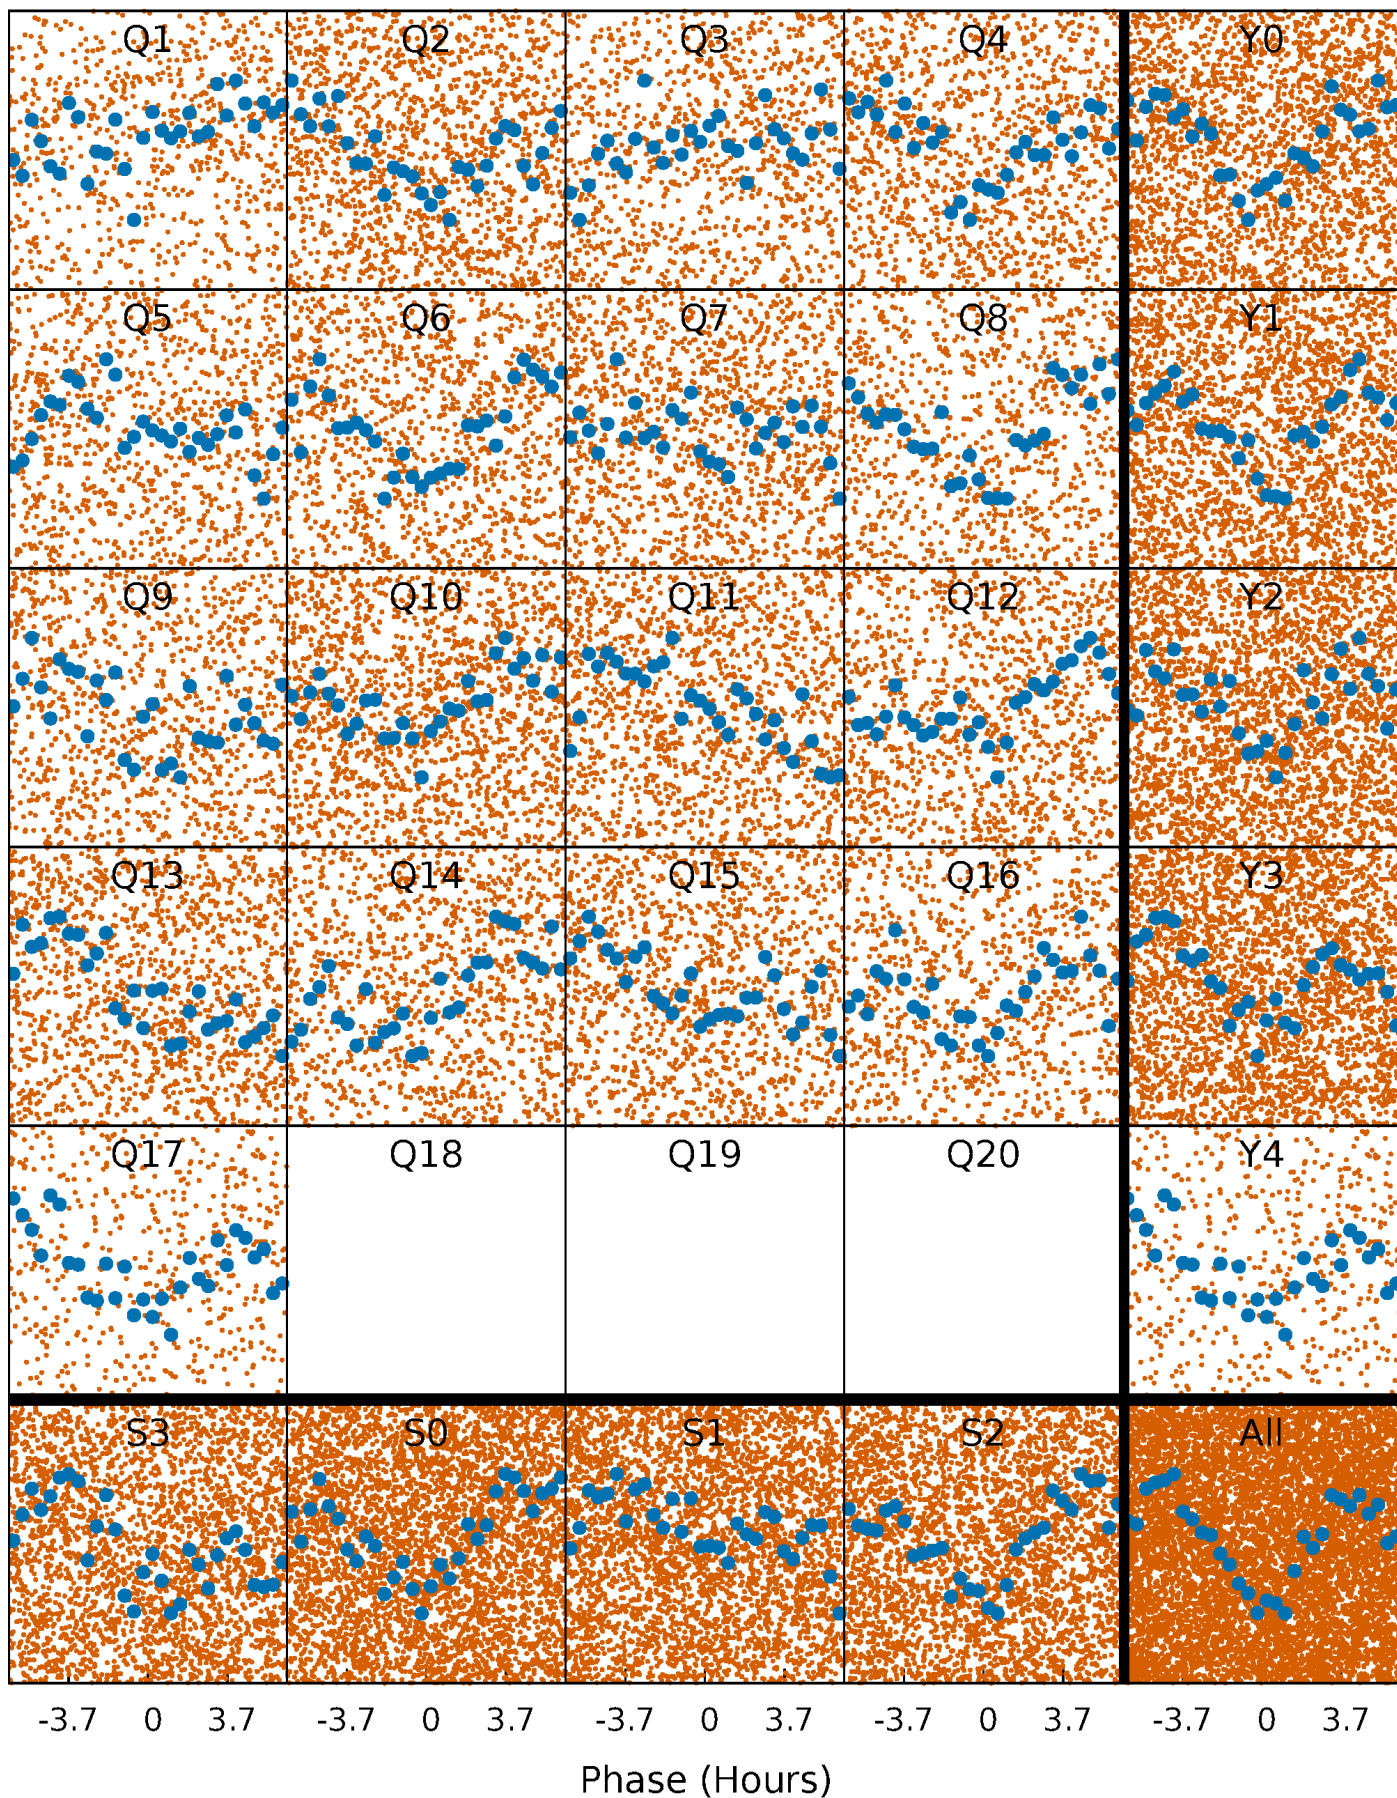 Q1 Q2 Q3 Q4 Y0
Q5 Q6 Q7 Q8 Y1
Q9 Q10 Q11 Q12 Y2
Q13 Q14 Q15 Q16 Y3
Q17 Q18 Q19 Q20 Y4
S3 S0 S1 S2 All
-3.7 0 3.7 -3.7 0 3.7 -3.7 0 3.7 -3.7 0 3.7 -3.7 0 3.7
Phase (Hours)